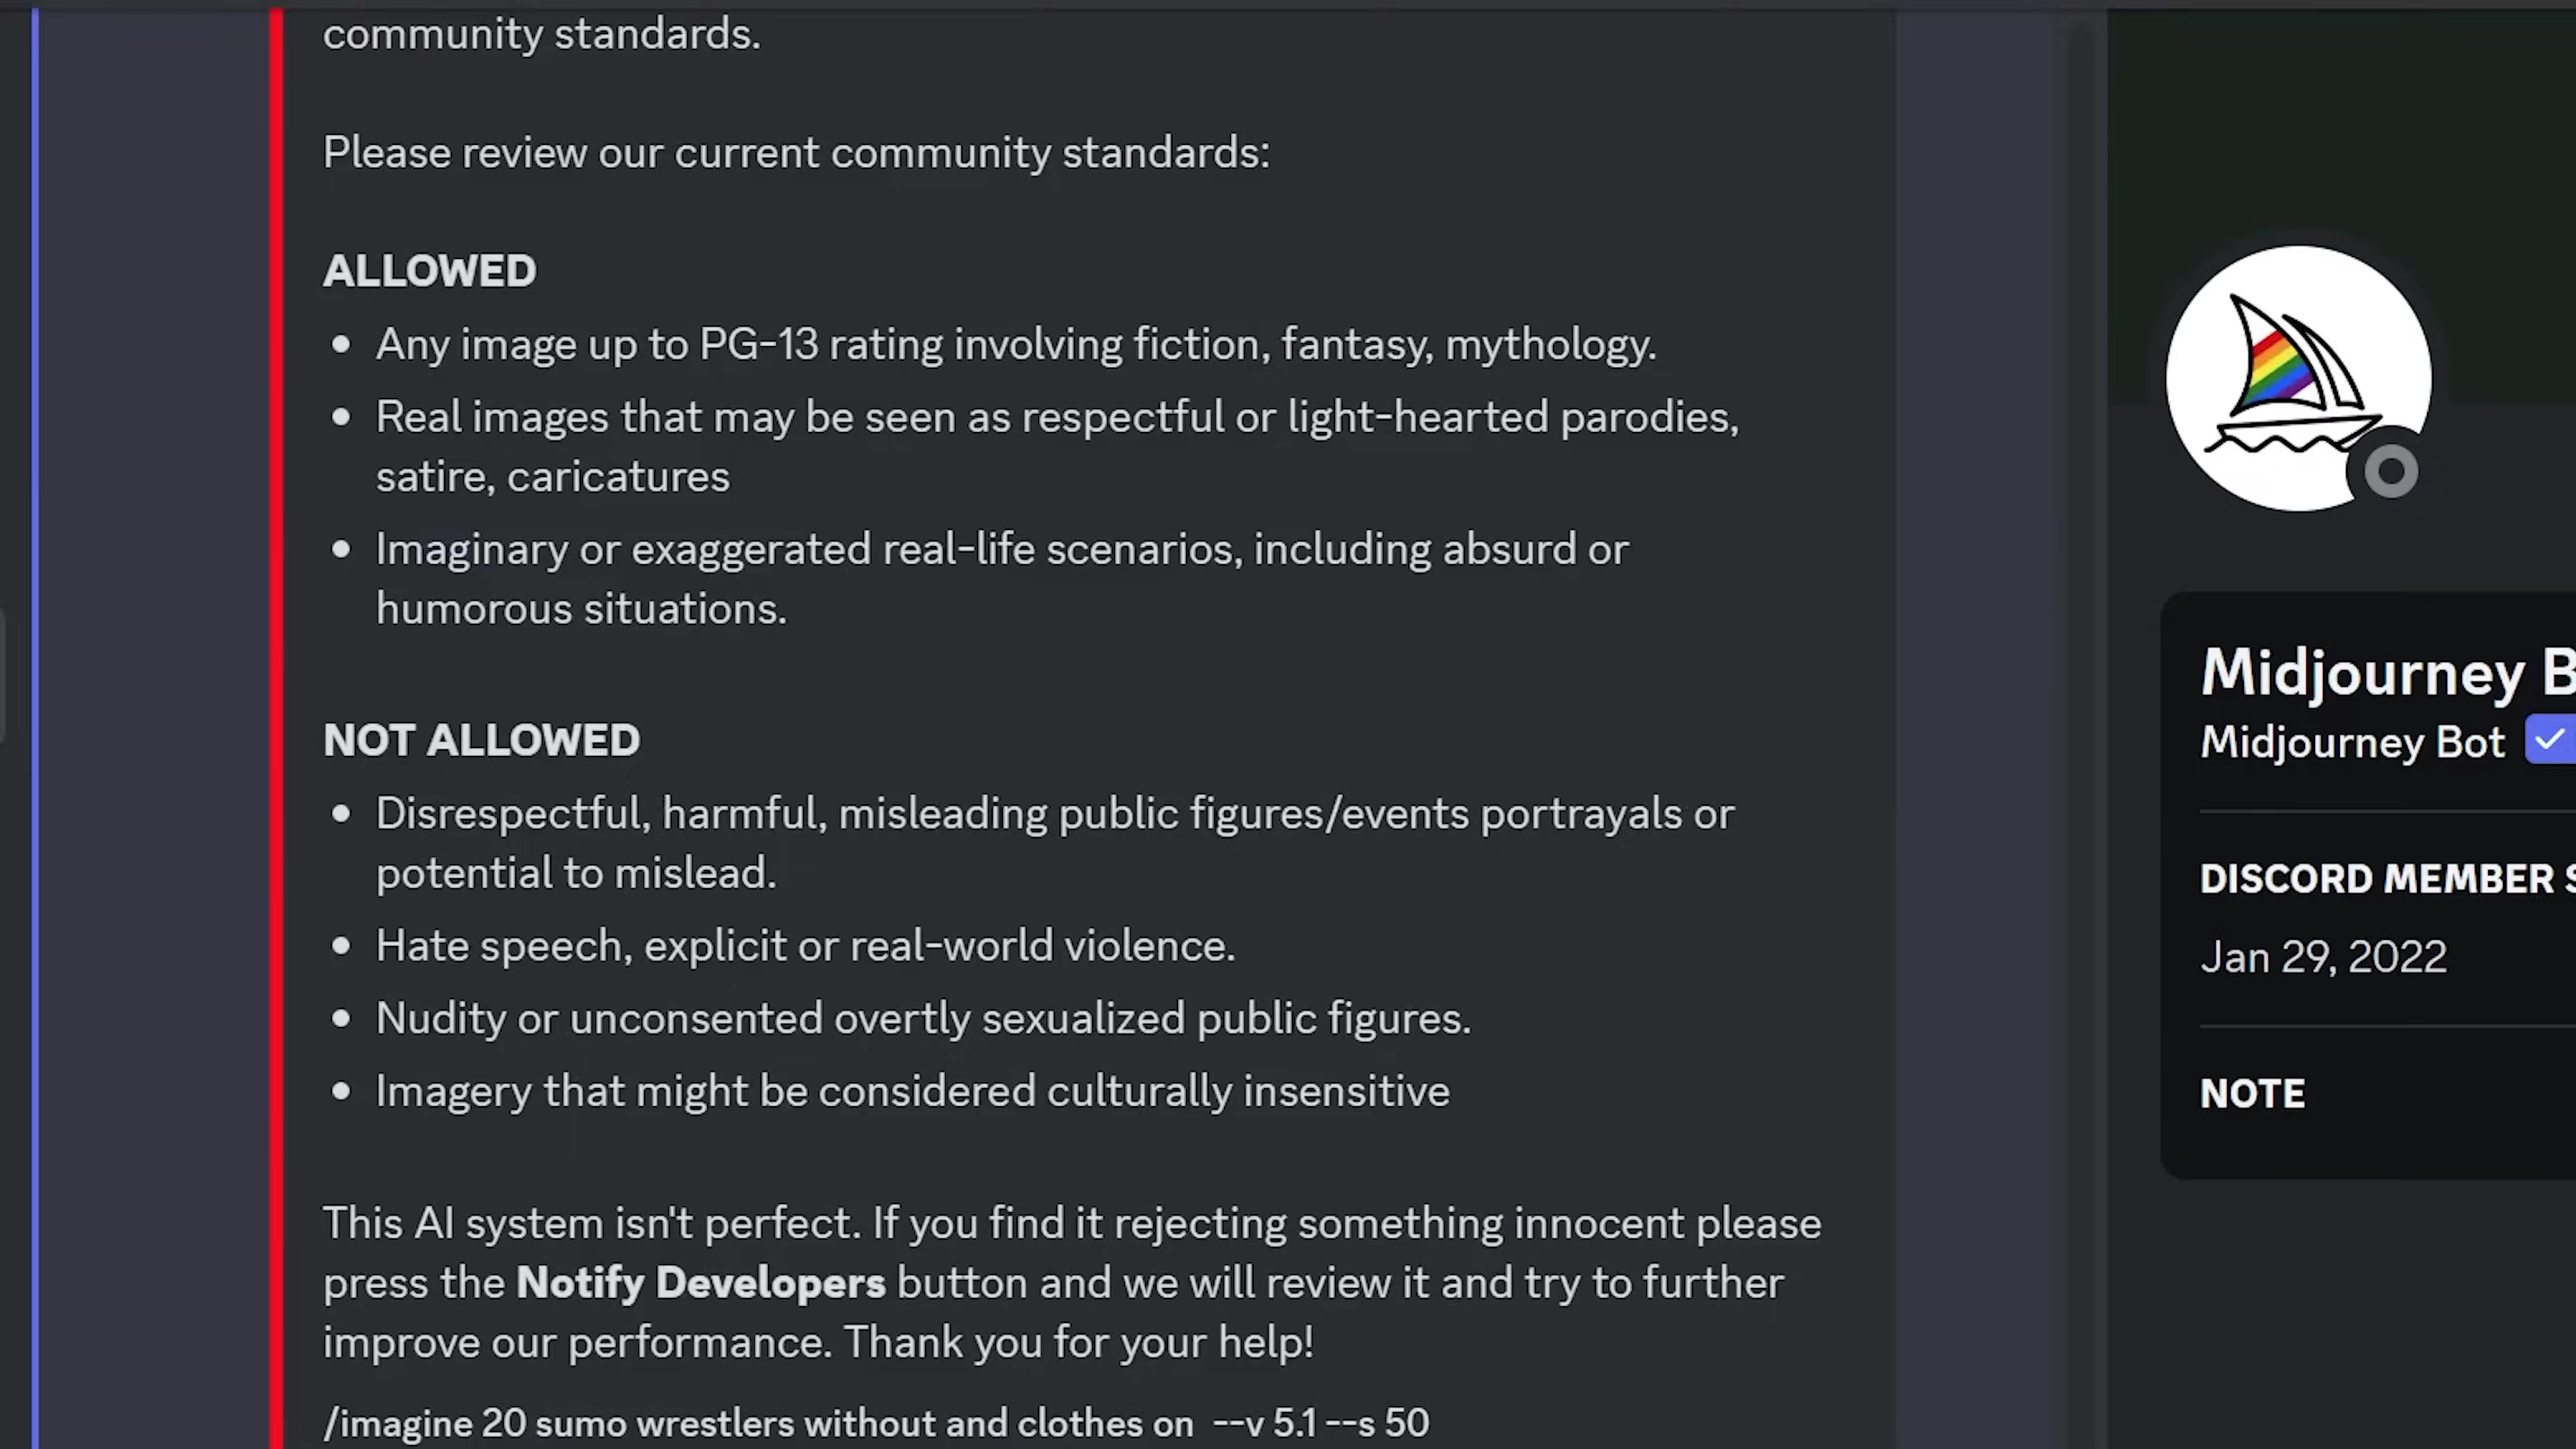 community standards.
Please review our current community standards:
ALLOWED
• Any image up to PG-13 rating involving fiction, fantasy, mythology.
• Real images that may be seen as respectful or light-hearted parodies,
satire, caricatures
• Imaginary or exaggerated real-life scenarios, including absurd or
humorous situations.
NOT ALLOWED
• Disrespectful, harmful, misleading public figures/events portrayals or
potential to mislead.
• Hate speech, explicit or real-world violence.
• Nudity or unconsented overtly sexualized public figures.
• Imagery that might be considered culturally insensitive
This AI system isn't perfect. If you find it rejecting something innocent please
press the Notify Developers button and we will review it and try to further
improve our performance. Thank you for your help!
/imagine 20 sumo wrestlers without and clothes on --v 5.1 --s 50
Midjourney B
Midjourney Bot
DISCORD MEMBER S
Jan 29, 2022
NOTE